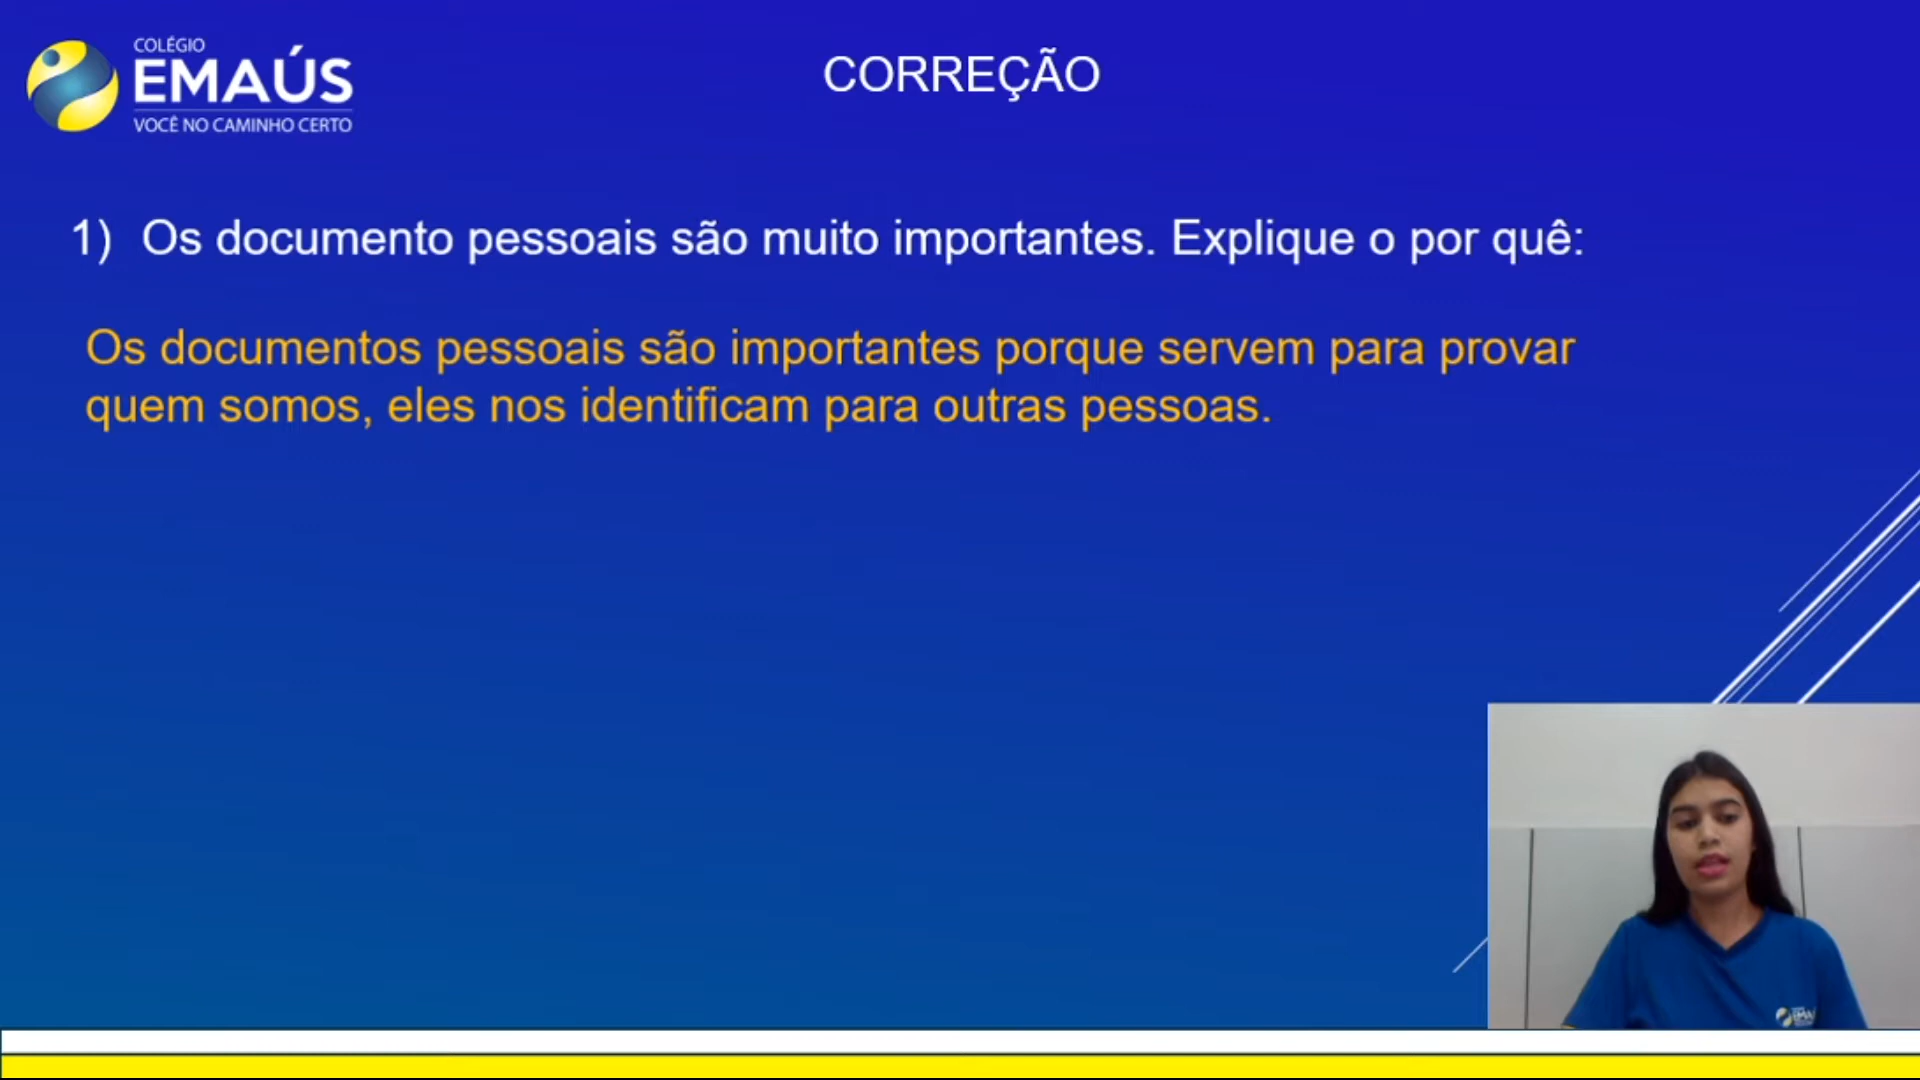 COLÉGIO
EMAÚS
VOCÊ NO CAMINHO CERTO
CORREÇÃO
1) Os documento pessoais são muito importantes. Explique o por quê:
Os documentos pessoais são importantes porque servem para provar
quem somos, eles nos identificam para outras pessoas.